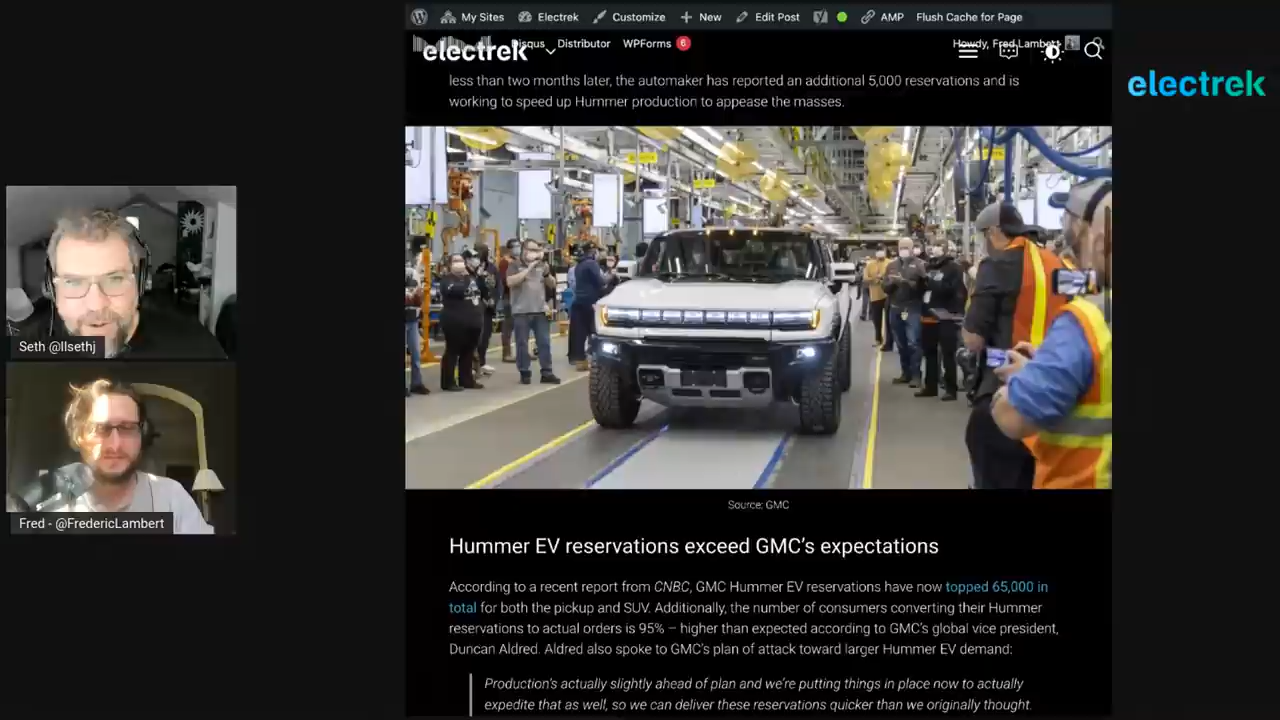 My Sites Electrek Customize New Edit Post AMP Flush Cache for Page
Disqus Distributor WPForms 6 Howdy, Fred Lambert
electrek
electrek
less than two months later, the automaker has reported an additional 5,000 reservations and is
working to speed up Hummer production to appease the masses.
Seth @llsethj
Fred - @FredericLambert
Source: GMC
Hummer EV reservations exceed GMC's expectations
According to a recent report from CNBC, GMC Hummer EV reservations have now topped 65,000 in
total for both the pickup and SUV. Additionally, the number of consumers converting their Hummer
reservations to actual orders is 95% – higher than expected according to GMC's global vice president,
Duncan Aldred. Aldred also spoke to GMC's plan of attack toward larger Hummer EV demand:
Production's actually slightly ahead of plan and we're putting things in place now to actually
expedite that as well, so we can deliver these reservations quicker than we originally thought.